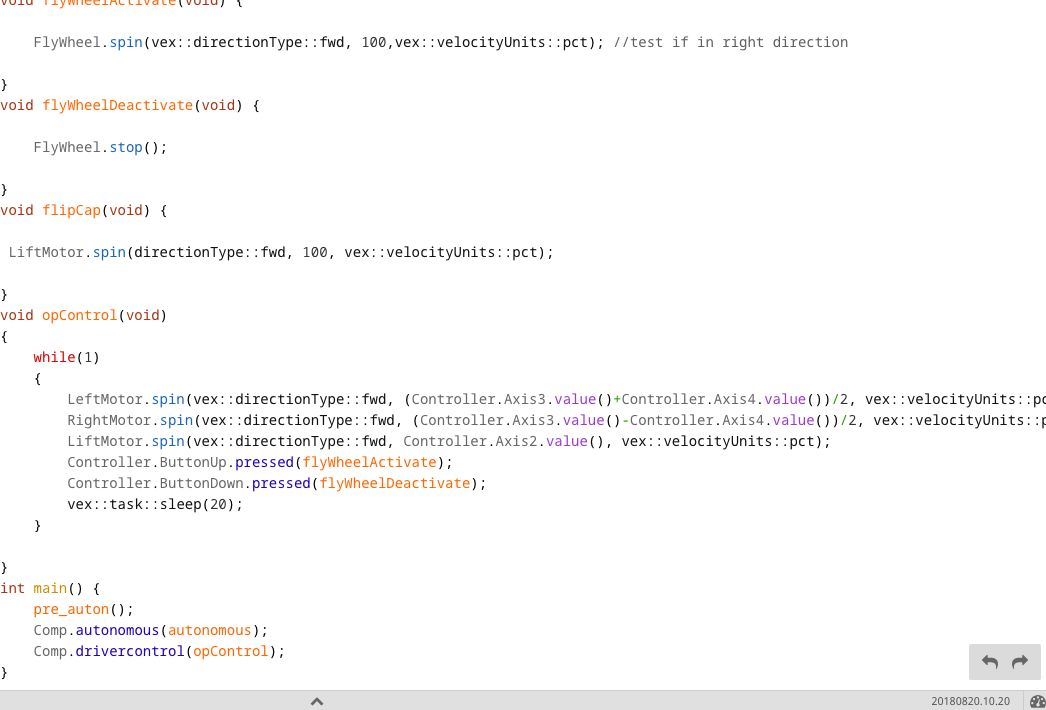 void flyWheelActivate(void) {
FlyWheel.spin(vex::directionType::fwd, 100,vex::velocityUnits::pct); //test if in right direction
}
void flyWheelDeactivate(void) {
FlyWheel.stop();
}
void flipCap(void) {
LiftMotor.spin(directionType::fwd, 100, vex::velocityUnits::pct);
}
void opControl(void)
{
while(1)
{
LeftMotor.spin(vex::directionType::fwd, (Controller.Axis3.value()+Controller.Axis4.value())/2, vex::velocityUnits::pc
RightMotor.spin(vex::directionType::fwd, (Controller.Axis3.value()-Controller.Axis4.value())/2, vex::velocityUnits::p
LiftMotor.spin(vex::directionType::fwd, Controller.Axis2.value(), vex::velocityUnits::pct);
Controller.ButtonUp.pressed(flyWheelActivate);
Controller.ButtonDown.pressed(flyWheelDeactivate);
vex::task::sleep(20);
}
}
int main() {
pre_auton();
Comp.autonomous(autonomous);
Comp.drivercontrol(opControl);
}
20180820.10.20